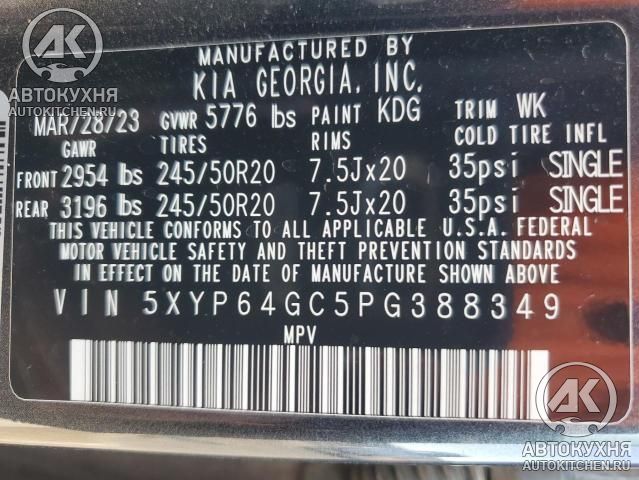 MANUFACTURED BY
KIA GEORGIA, INC.
MAR/28/23 GVWR 5776 lbs PAINT KDG TRIM WK
GAWR TIRES RIMS COLD TIRE INFL
FRONT 2954 lbs 245/50R20 7.5Jx20 35psi SINGLE
REAR 3196 lbs 245/50R20 7.5Jx20 35psi SINGLE
THIS VEHICLE CONFORMS TO ALL APPLICABLE U.S.A. FEDERAL
MOTOR VEHICLE SAFETY AND THEFT PREVENTION STANDARDS
IN EFFECT ON THE DATE OF MANUFACTURE SHOWN ABOVE
VIN 5XYP64GC5PG388349
MPV
АК
АВТОКУХНЯ
AUTOKITCHEN.RU
АК
АВТОКУХНЯ
AUTOKITCHEN.RU